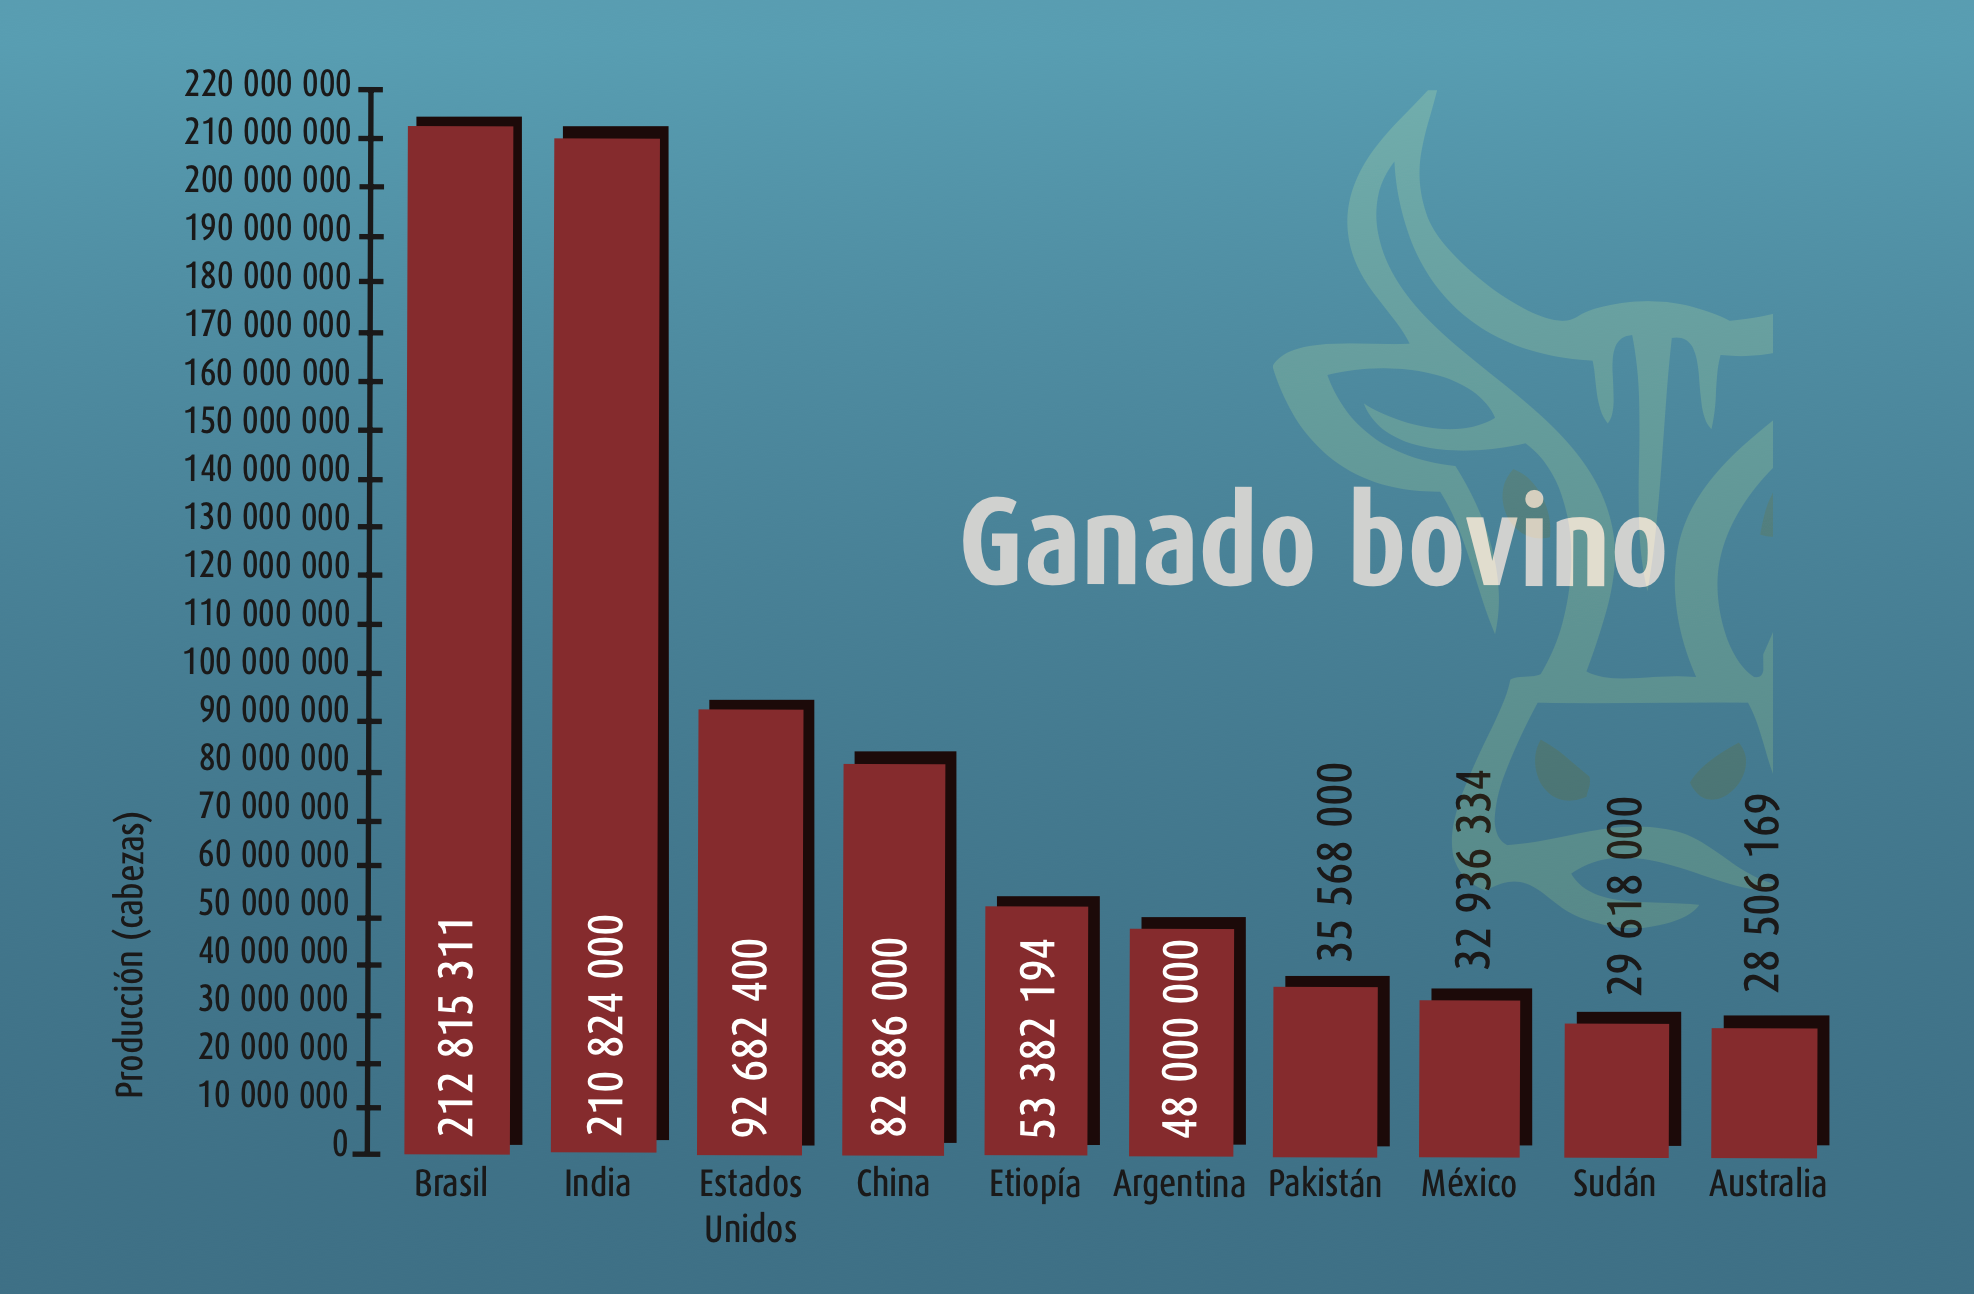 220 000 000
210 000 000
200 000 000
190 000 000
180 000 000
170 000 000
160 000 000
150 000 000
140 000 000
130 000 000
120 000 000
110 000 000
100 000 000
90 000 000
80 000 000
70 000 000
60 000 000
50 000 000
40 000 000
30 000 000
20 000 000
10 000 000
0
Producción (cabezas)
Ganado bovino
212 815 311
210 824 000
92 682 400
82 886 000
53 382 194
48 000 000
35 568 000
32 936 334
29 618 000
28 506 169
Brasil
India
Estados
Unidos
China
Etiopía
Argentina
Pakistán
México
Sudán
Australia